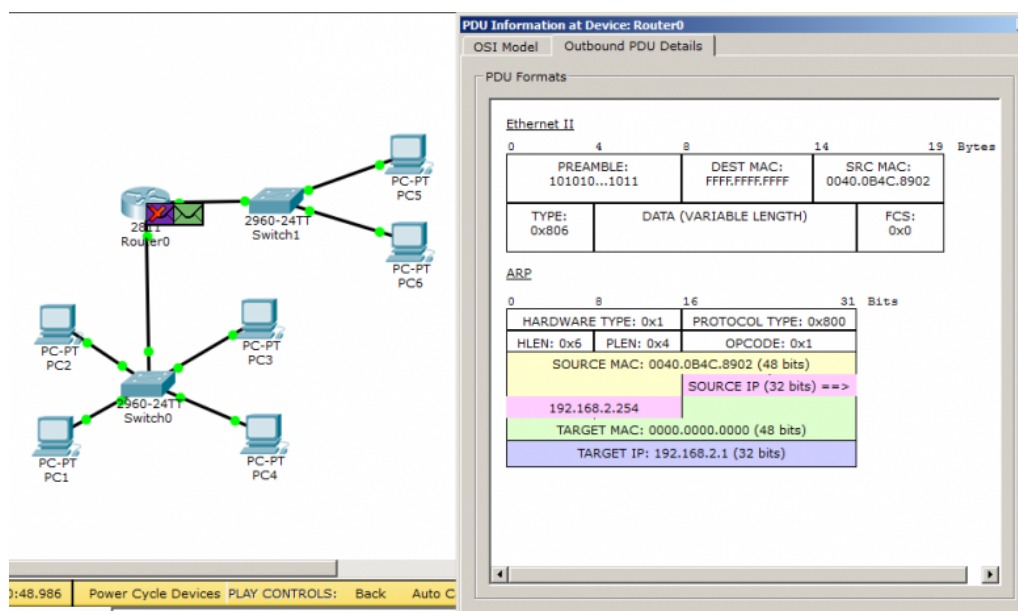 PC-PT
PC5
2811
Router0
2960-24TT
Switch1
PC-PT
PC6
PC-PT
PC2
PC-PT
PC3
2960-24TT
Switch0
PC-PT
PC1
PC-PT
PC4
0:48.986 Power Cycle Devices PLAY CONTROLS: Back Auto C
PDU Information at Device: Router0
OSI Model Outbound PDU Details
PDU Formats
Ethernet II
0 4 8 14 19 Bytes
PREAMBLE: DEST MAC: SRC MAC:
101010...1011 FFFF.FFFF.FFFF 0040.0B4C.8902
TYPE: DATA (VARIABLE LENGTH) FCS:
0x806 0x0
ARP
0 8 16 31 Bits
HARDWARE TYPE: 0x1 PROTOCOL TYPE: 0x800
HLEN: 0x6 PLEN: 0x4 OPCODE: 0x1
SOURCE MAC: 0040.0B4C.8902 (48 bits)
SOURCE IP (32 bits) ==>
192.168.2.254
TARGET MAC: 0000.0000.0000 (48 bits)
TARGET IP: 192.168.2.1 (32 bits)